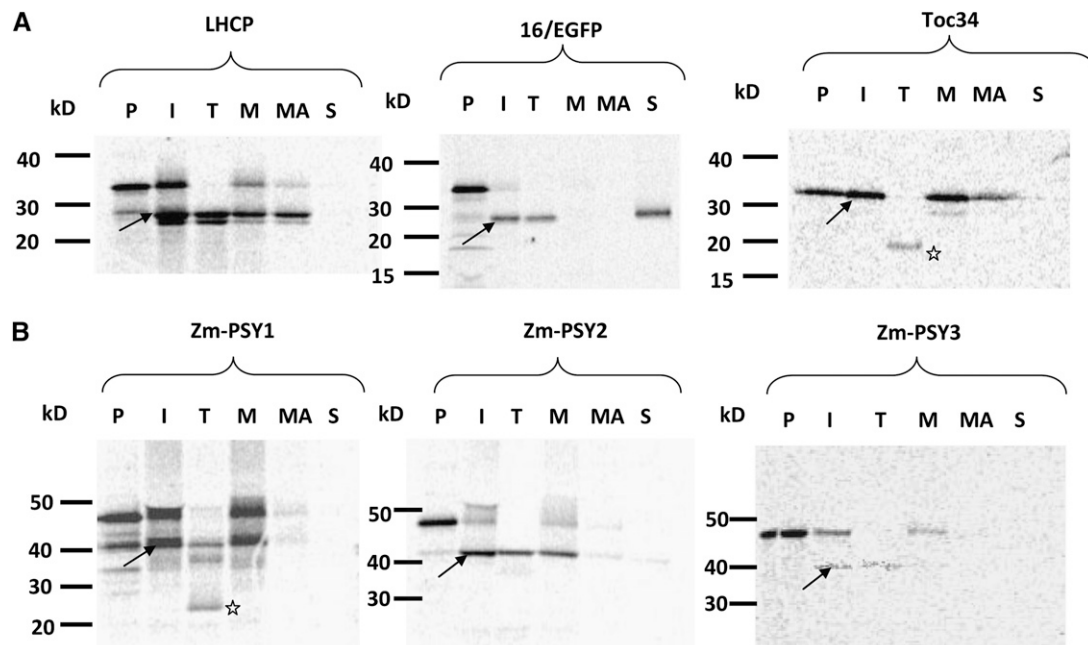 A
LHCP 16/EGFP Toc34
kD P I T M MA S kD P I T M MA S kD P I T M MA S
40 40 40
30 30 30
20 20 20
15 15
B
Zm-PSY1 Zm-PSY2 Zm-PSY3
kD P I T M MA S kD P I T M MA S kD P I T M MA S
50 50 50
40 40 40
30 30 30
20